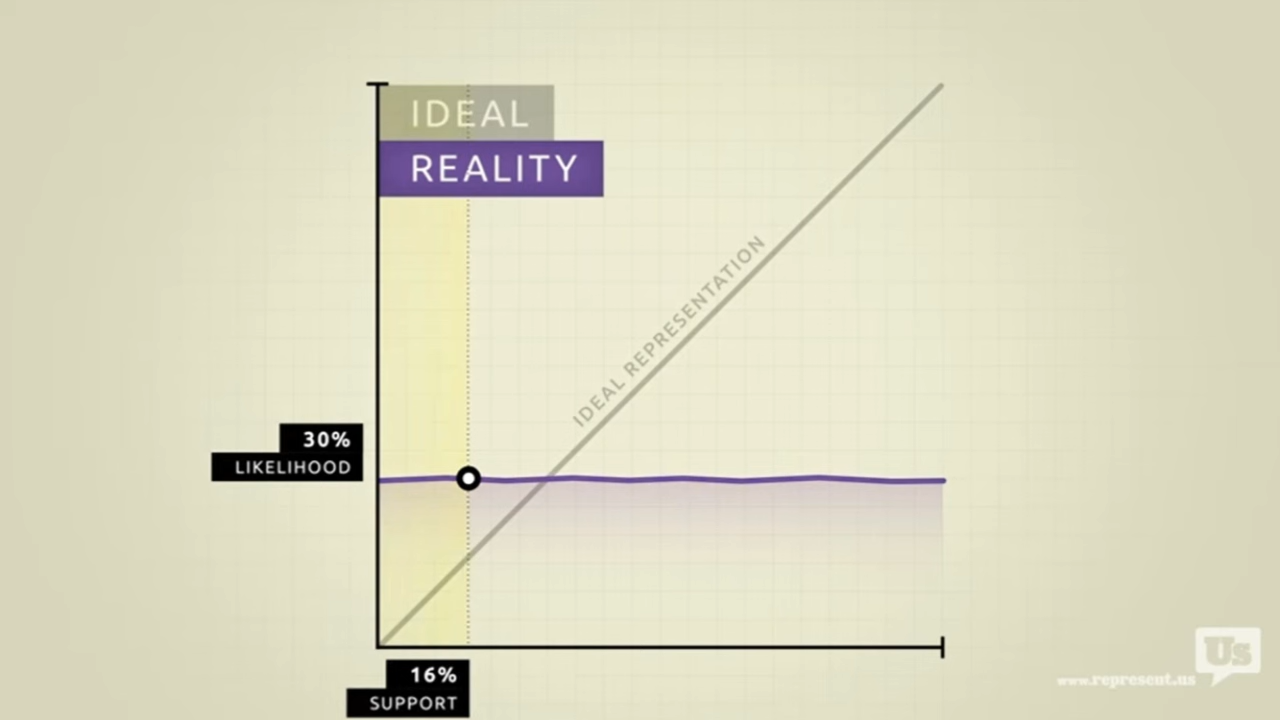 IDEAL
REALITY
IDEAL REPRESENTATION
30%
LIKELIHOOD
16%
SUPPORT
Us
www.represent.us